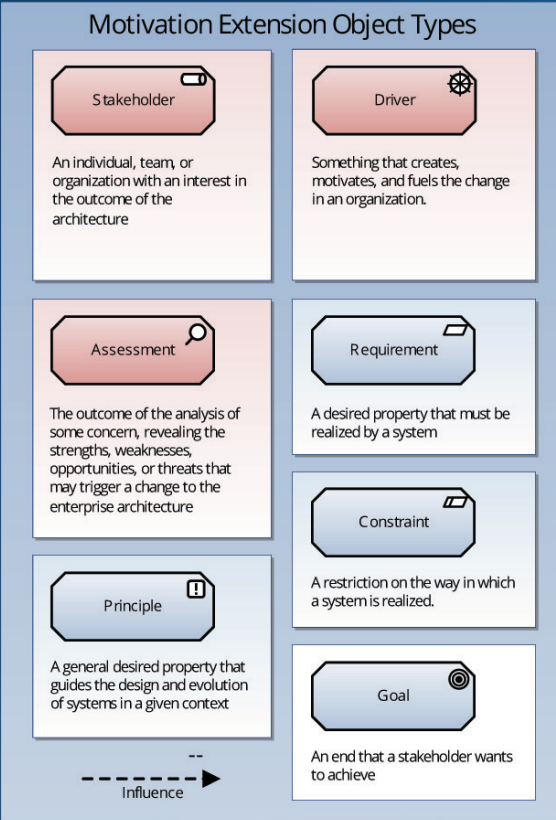 Motivation Extension Object Types
Stakeholder
An individual, team, or
organization with an interest in
the outcome of the
architecture
Driver
Something that creates,
motivates, and fuels the change
in an organization.
Assessment
The outcome of the analysis of
some concern, revealing the
strengths, weaknesses,
opportunities, or threats that
may trigger a change to the
enterprise architecture
Requirement
A desired property that must be
realized by a system
Constraint
A restriction on the way in which
a system is realized.
Principle
A general desired property that
guides the design and evolution
of systems in a given context
Goal
An end that a stakeholder wants
to achieve
--
Influence